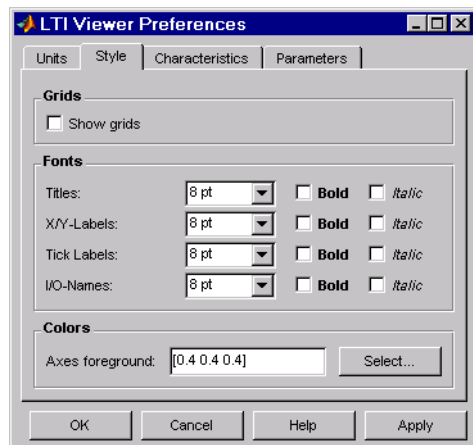 LTI Viewer Preferences
Units Style Characteristics Parameters
Grids
Show grids
Fonts
Titles: 8 pt Bold Italic
X/Y-Labels: 8 pt Bold Italic
Tick Labels: 8 pt Bold Italic
I/O-Names: 8 pt Bold Italic
Colors
Axes foreground: [0.4 0.4 0.4] Select...
OK Cancel Help Apply